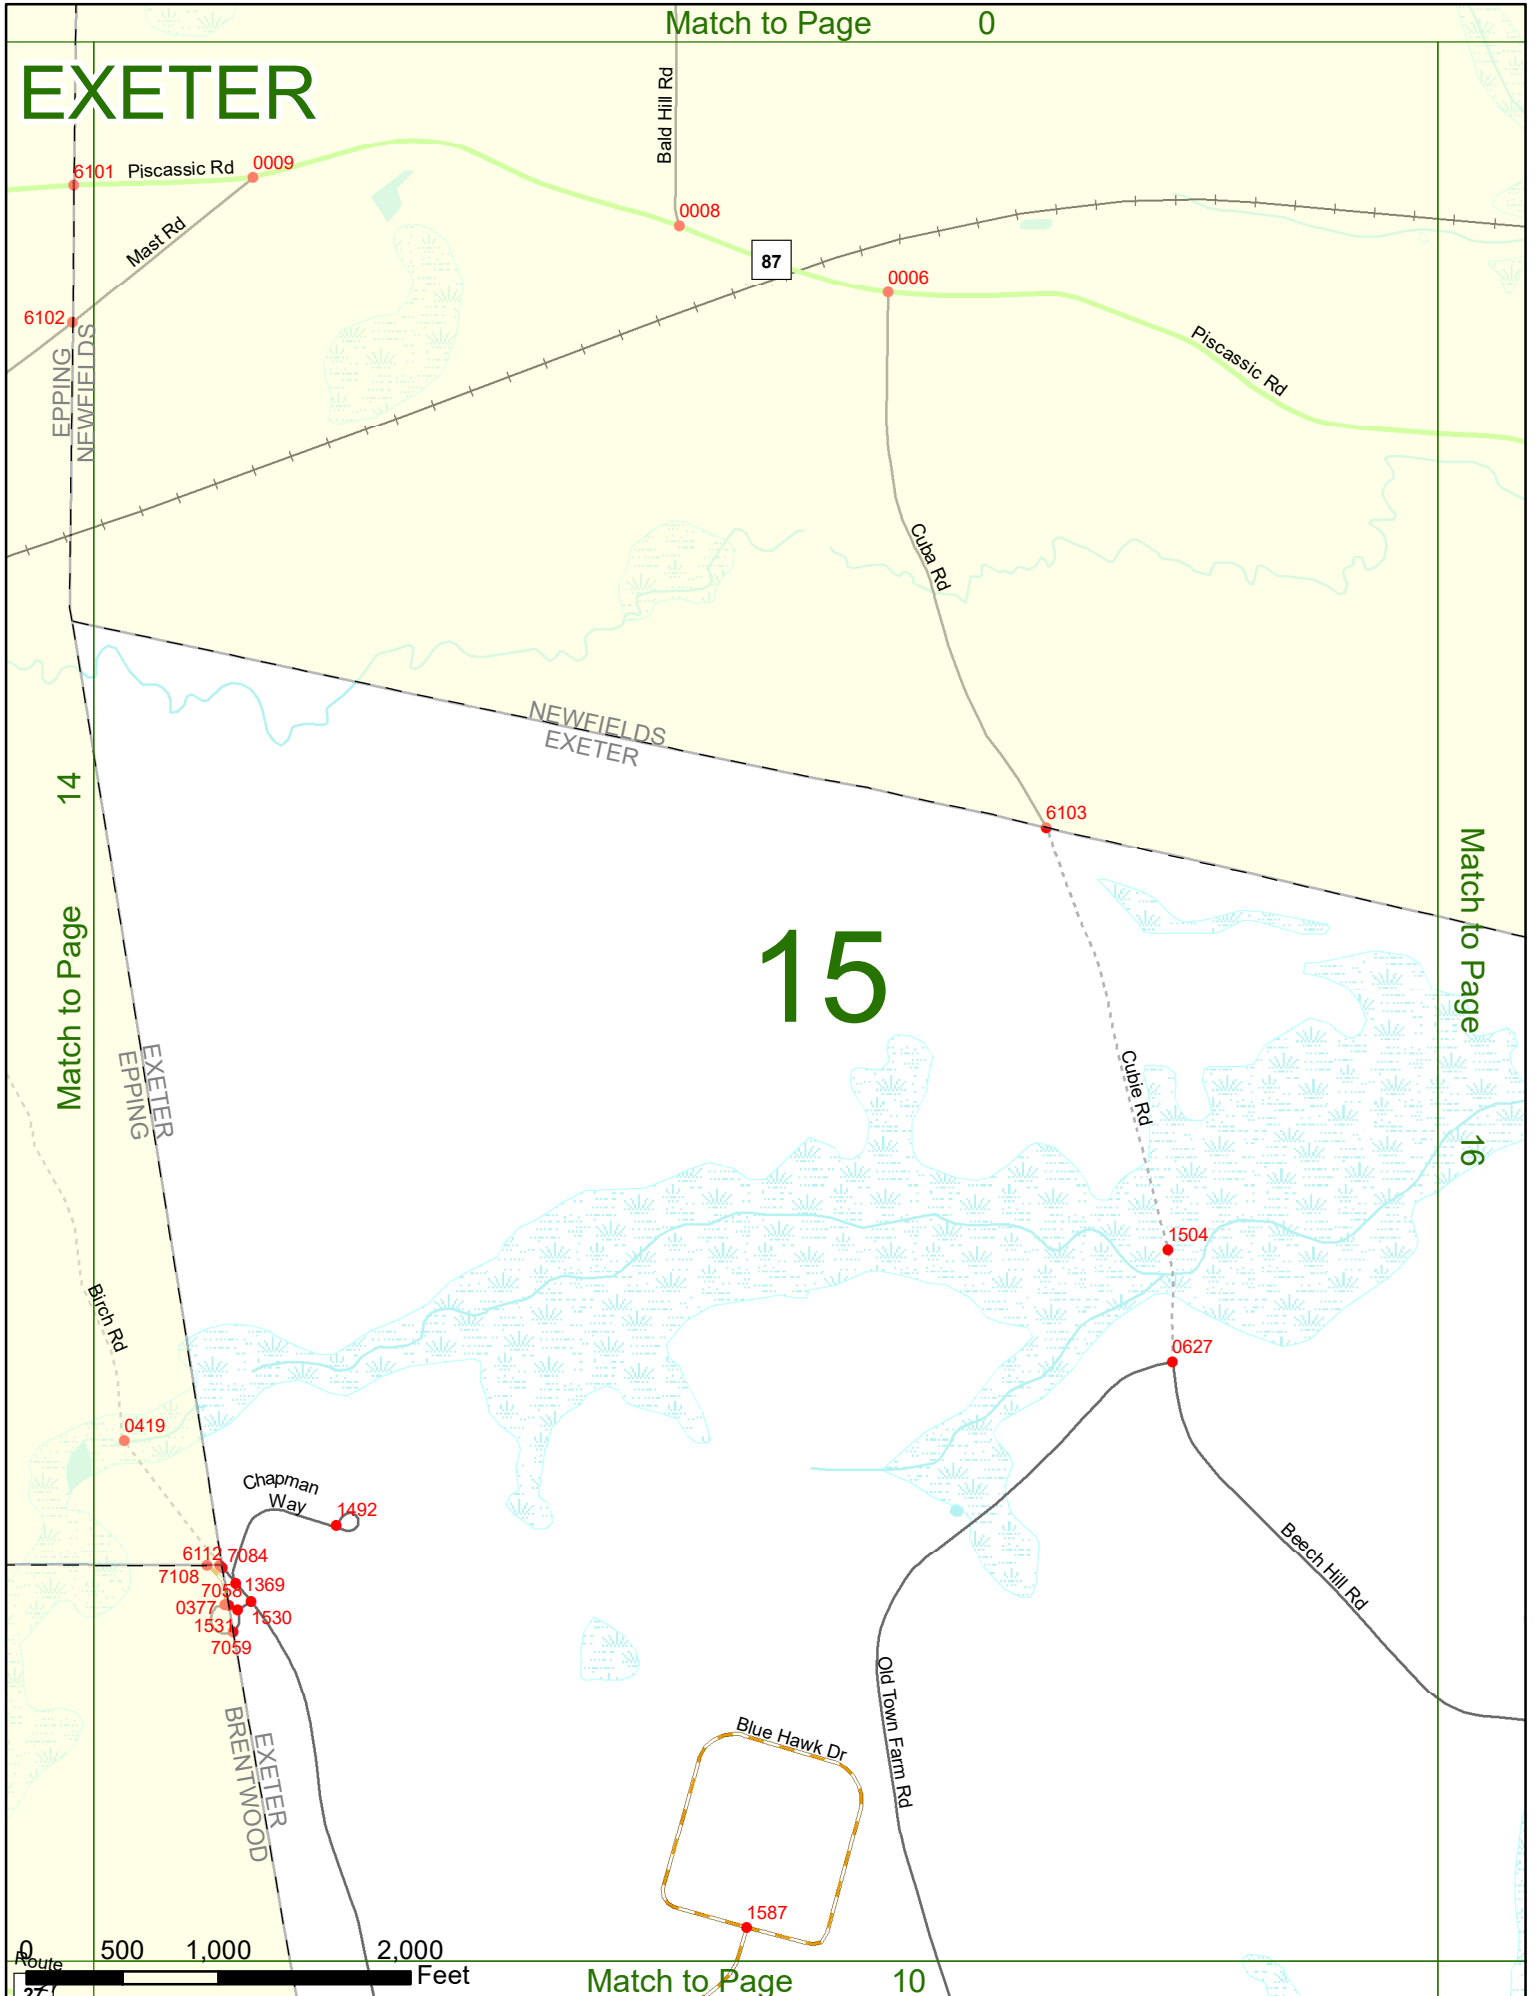 Match to Page 0
EXETER
Bald Hill Rd
6101
Piscassic Rd
0009
0008
Mast Rd
87
0006
6102
EPPING
NEWFIELDS
Piscassic Rd
Cuba Rd
NEWFIELDS
EXETER
14
Match to Page
6103
Match to Page
16
15
EXETER
EPPING
Cubie Rd
1504
Birch Rd
0627
0419
Chapman
Way
1492
6112
7084
7108
1369
7058
0377
1530
1531
7059
Beech Hill Rd
Old Town Farm Rd
EXETER
BRENTWOOD
Blue Hawk Dr
1587
0 500 1,000 2,000
Feet
Route
27
Match to Page 10